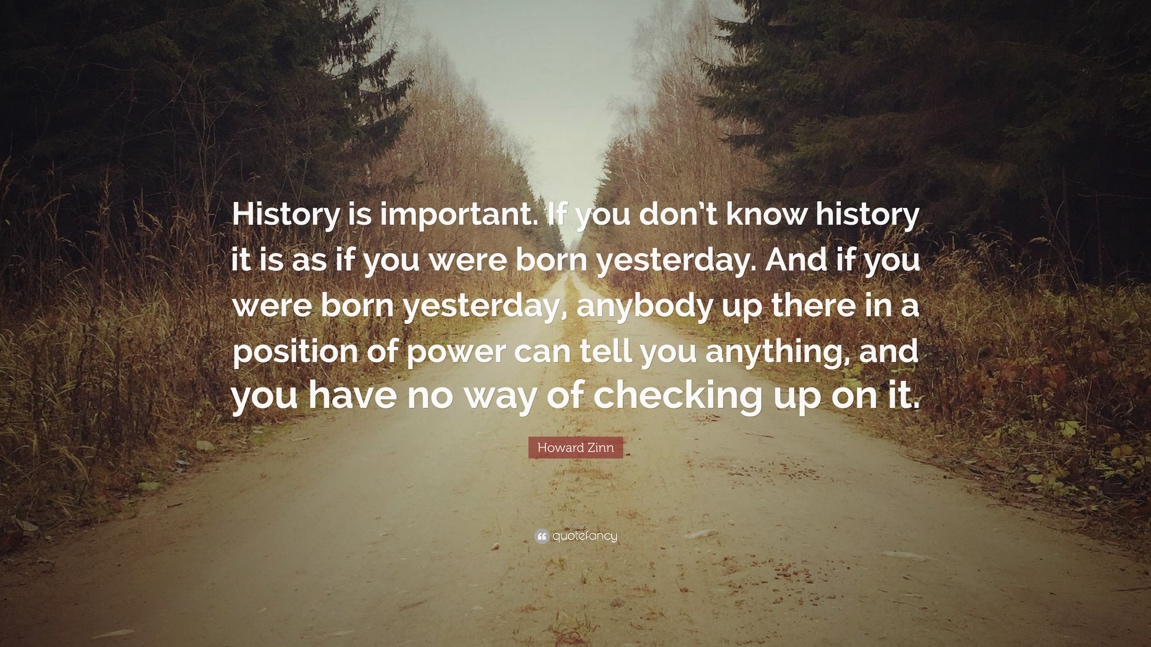 History is important. If you don’t know history
it is as if you were born yesterday. And if you
were born yesterday, anybody up there in a
position of power can tell you anything, and
you have no way of checking up on it.
Howard Zinn
quotefancy